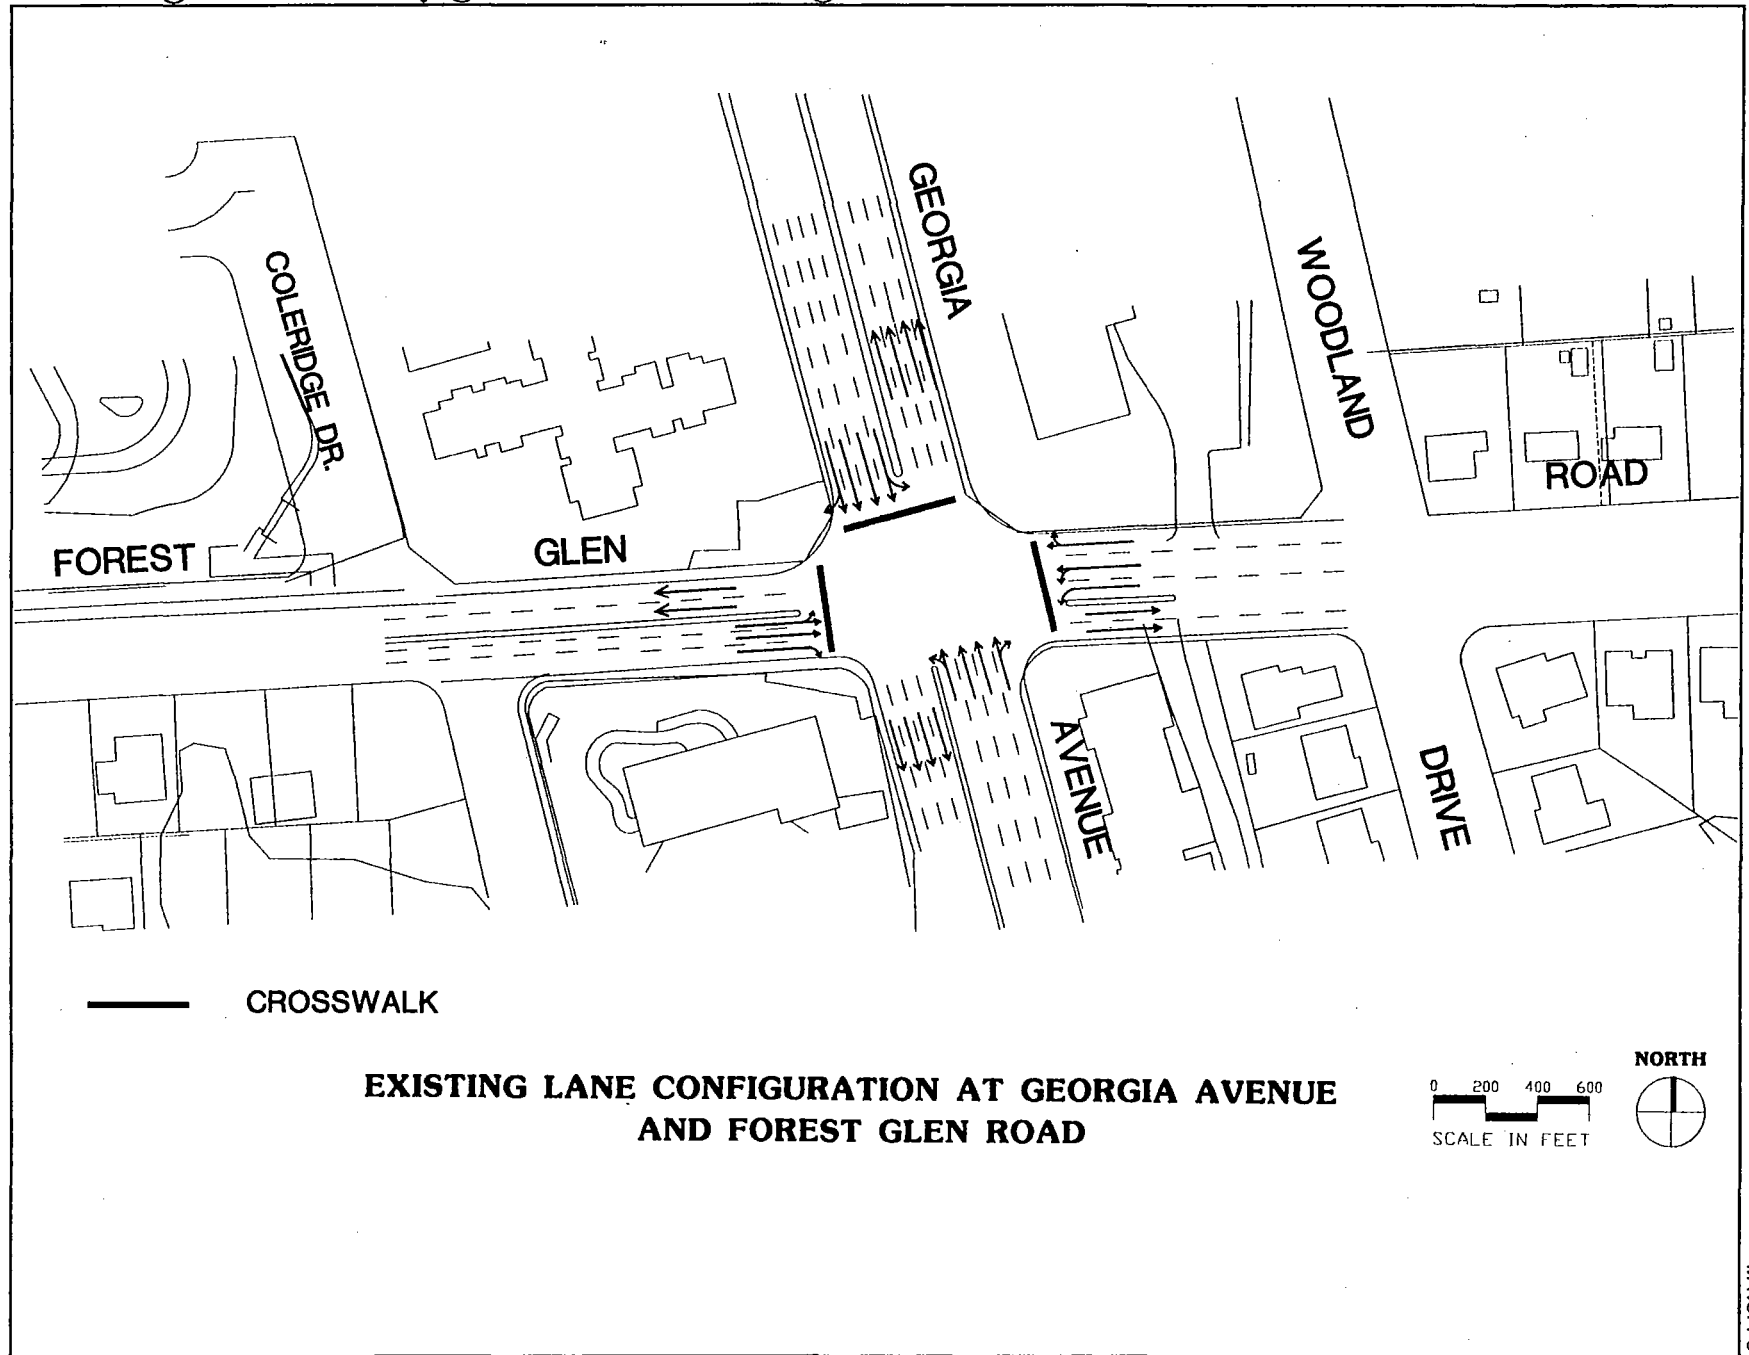 GEORGIA
COLERIDGE DR.
WOODLAND
ROAD
FOREST
GLEN
AVENUE
DRIVE
CROSSWALK
EXISTING LANE CONFIGURATION AT GEORGIA AVENUE
AND FOREST GLEN ROAD
NORTH
0 200 400 600
SCALE IN FEET